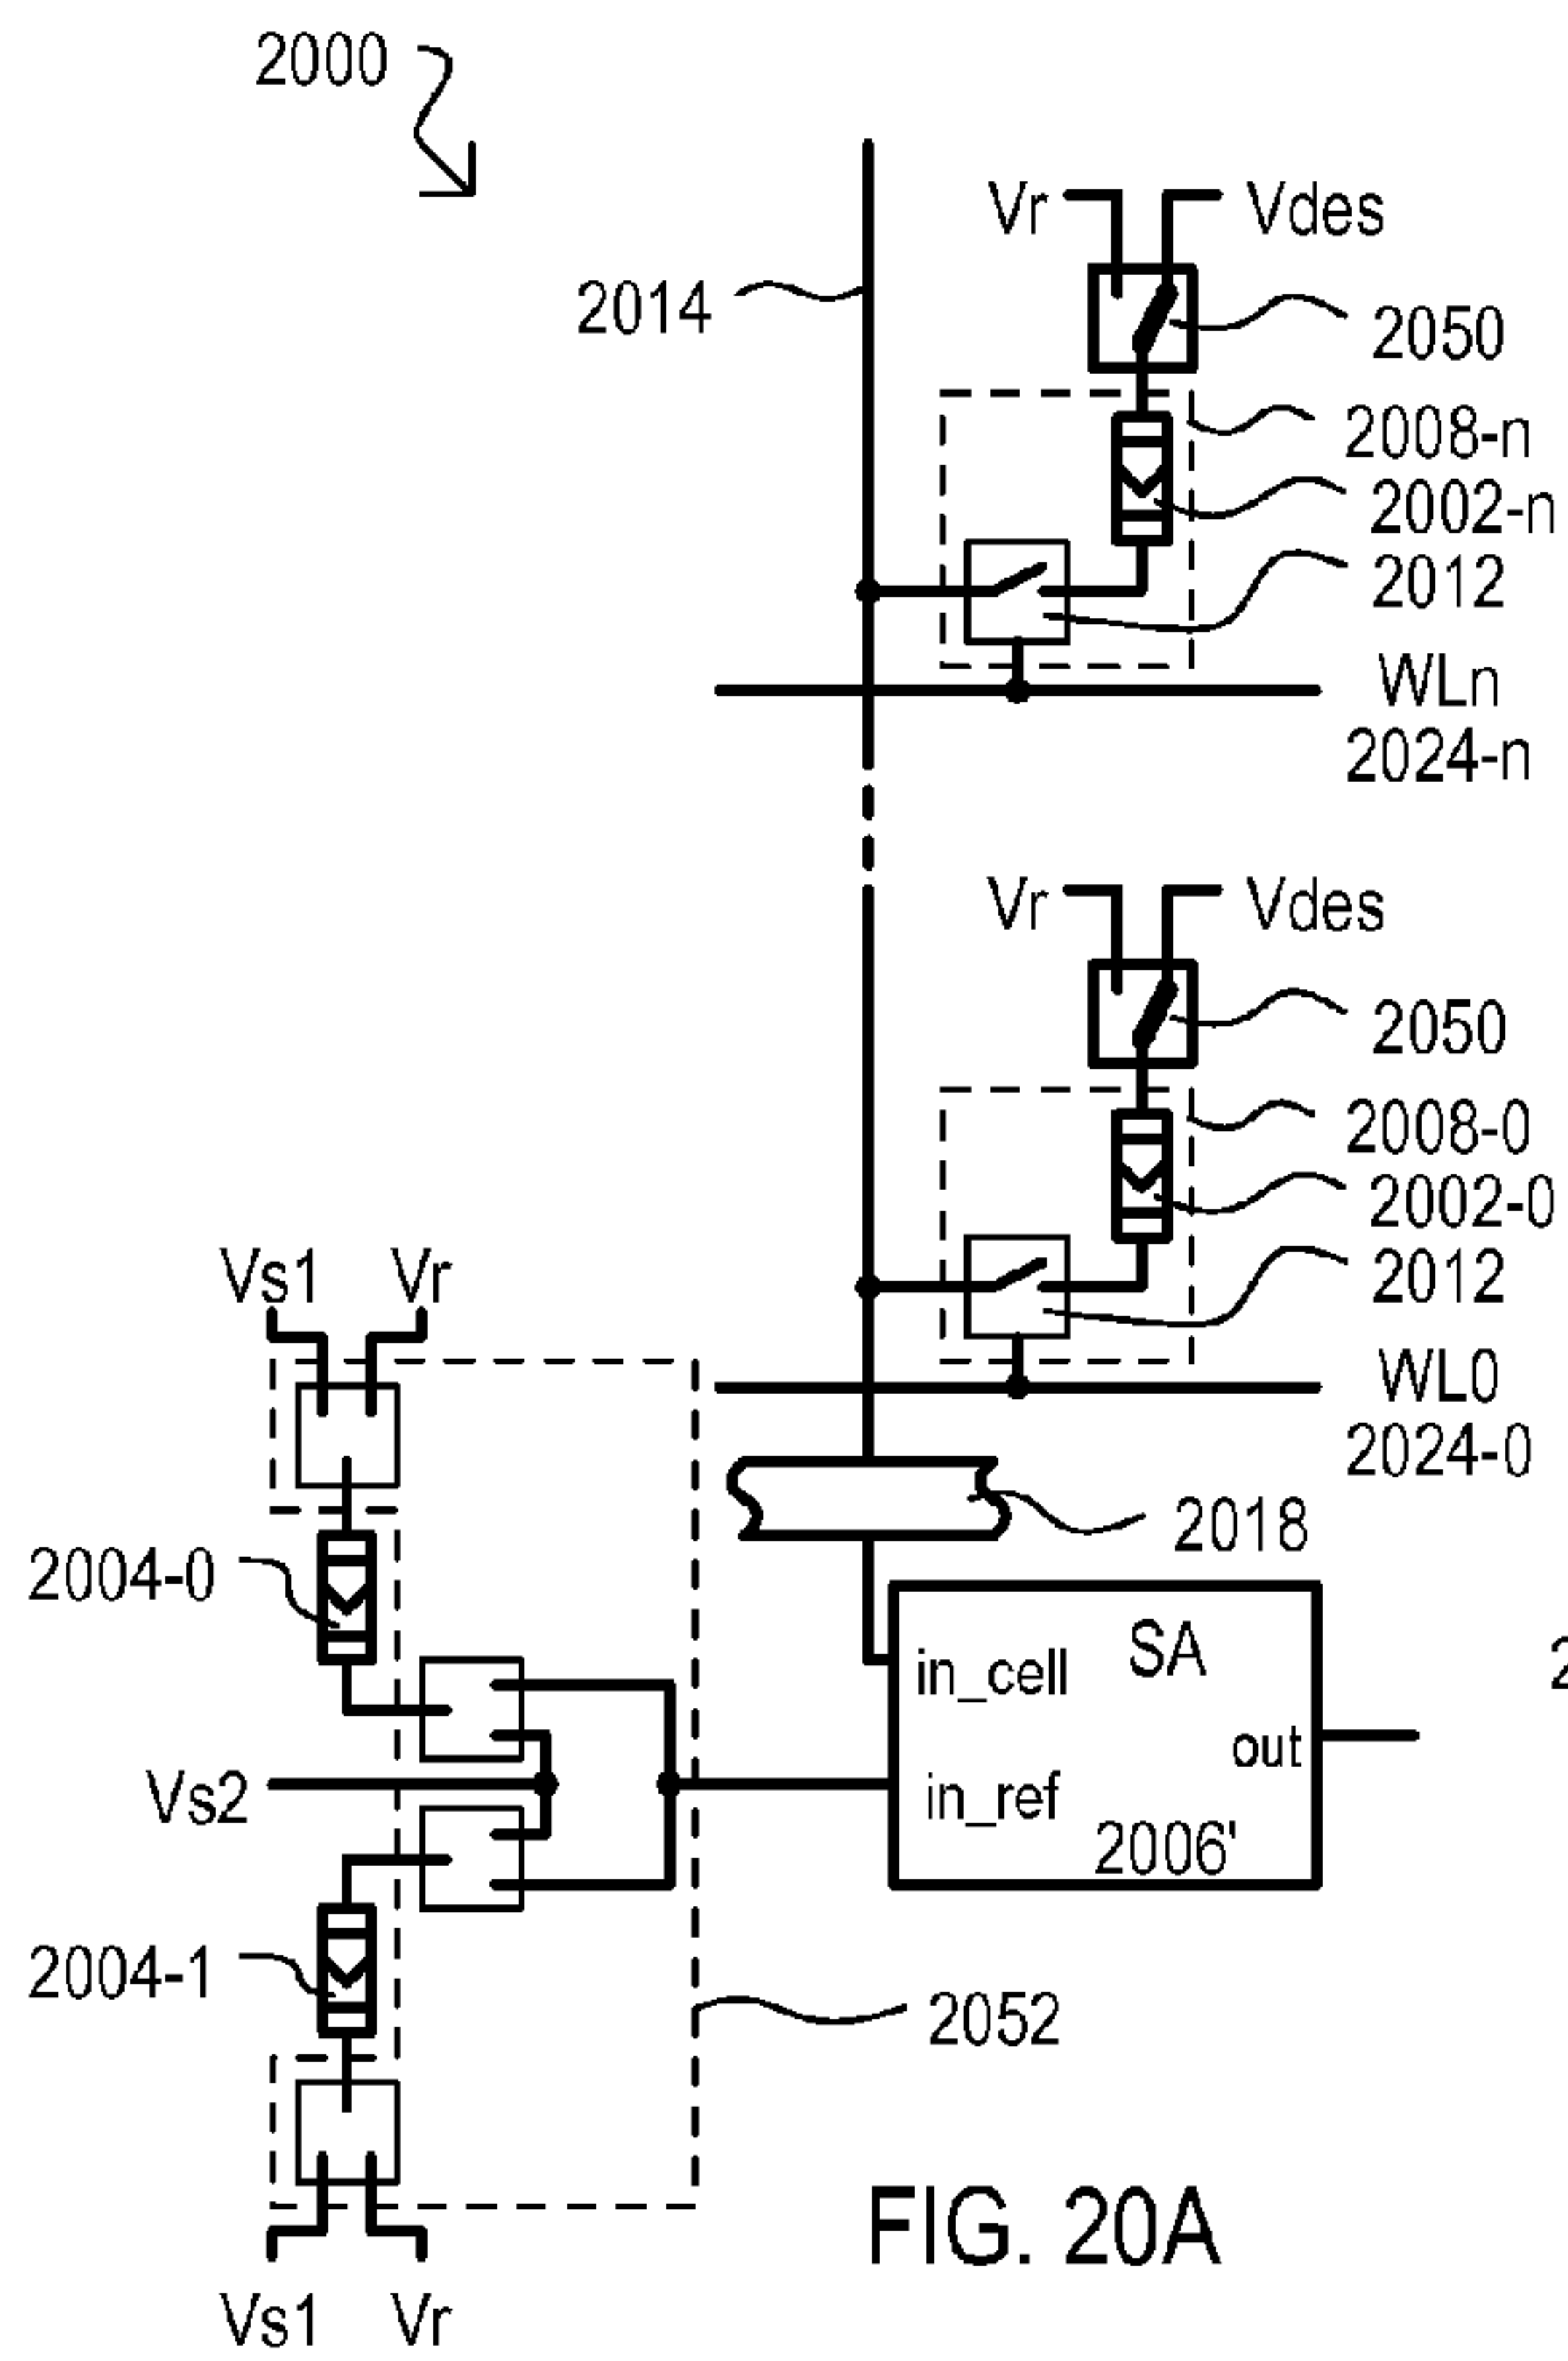 2000
Vr Vdes
2014
2050
2008-n
2002-n
2012
WLn
2024-n
Vr Vdes
2050
2008-0
2002-0
2012
Vs1 Vr
WL0
2024-0
2018
2004-0
SA
in_cell
out
Vs2
in_ref
2006'
2004-1
2052
FIG. 20A
Vs1 Vr